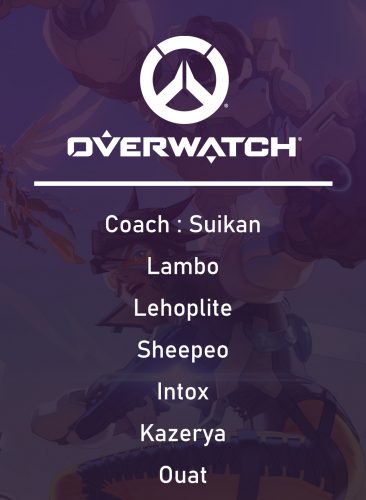 OVERWATCH®
Coach : Suikan
Lambo
Lehoplite
Sheepeo
Intox
Kazerya
Ouat